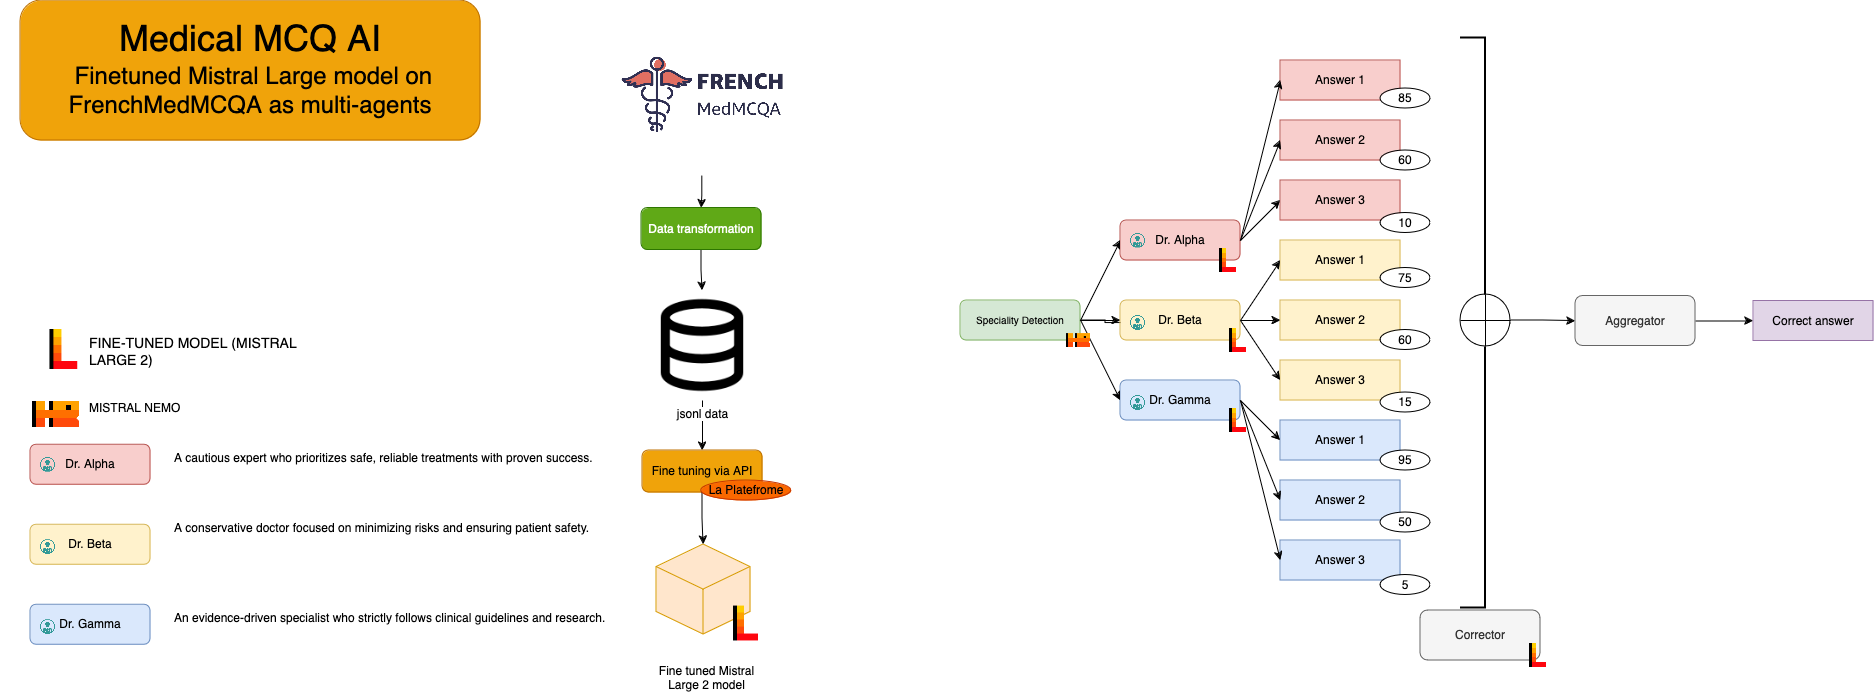 Medical MCQ AI
Finetuned Mistral Large model on
FrenchMedMCQA as multi-agents
FINE-TUNED MODEL (MISTRAL
LARGE 2)
MISTRAL NEMO
Dr. Alpha
A cautious expert who prioritizes safe, reliable treatments with proven success.
Dr. Beta
A conservative doctor focused on minimizing risks and ensuring patient safety.
Dr. Gamma
An evidence-driven specialist who strictly follows clinical guidelines and research.
FRENCH
MedMCQA
Data transformation
jsonl data
Fine tuning via API
La Platefrome
Fine tuned Mistral
Large 2 model
Speciality Detection
Dr. Alpha
Dr. Beta
Dr. Gamma
Answer 1
85
Answer 2
60
Answer 3
10
Answer 1
75
Answer 2
60
Answer 3
15
Answer 1
95
Answer 2
50
Answer 3
5
Corrector
Aggregator
Correct answer